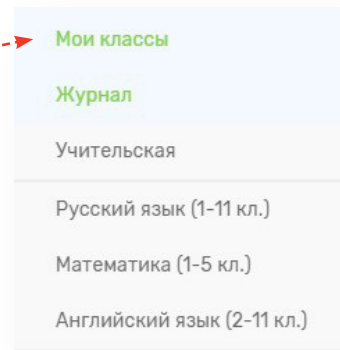 Мои классы
Журнал
Учительская
Русский язык (1-11 кл.)
Математика (1-5 кл.)
Английский язык (2-11 кл.)